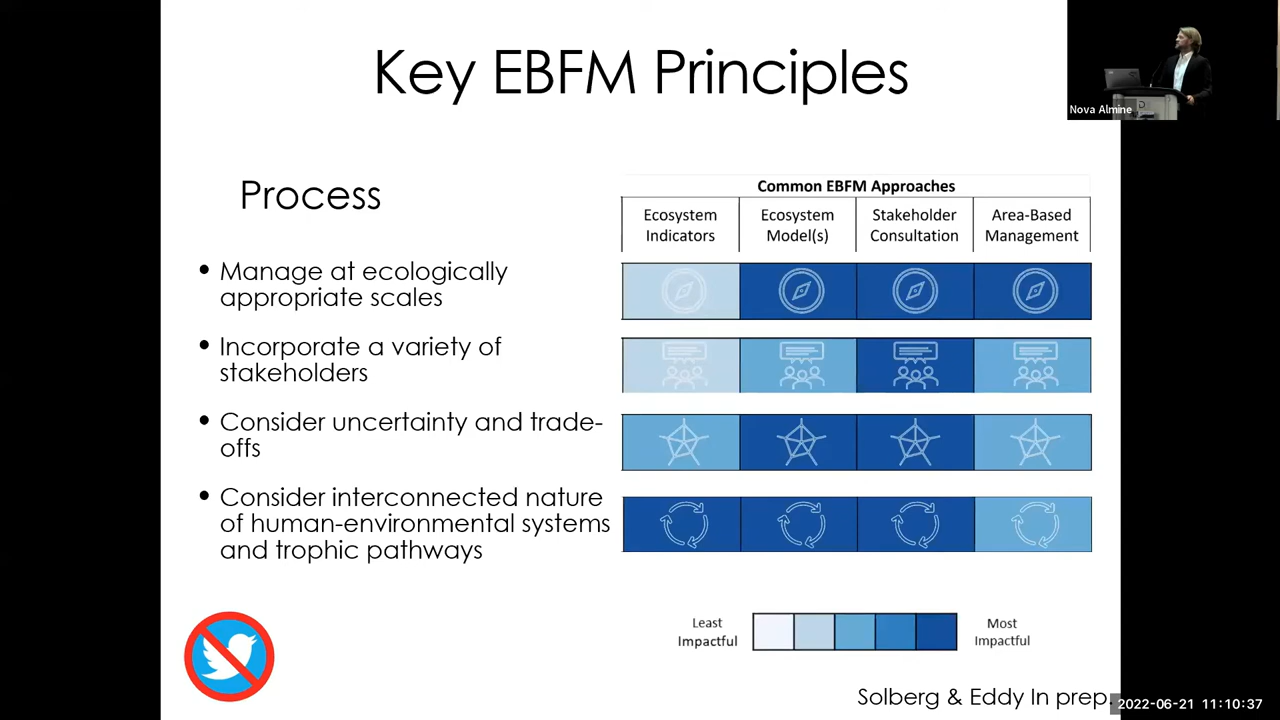 Key EBFM Principles
Nova Almine
Process
• Manage at ecologically
appropriate scales
• Incorporate a variety of
stakeholders
• Consider uncertainty and trade-
offs
• Consider interconnected nature
of human-environmental systems
and trophic pathways
Common EBFM Approaches
Ecosystem
Indicators
Ecosystem
Model(s)
Stakeholder
Consultation
Area-Based
Management
Least
Impactful
Most
Impactful
Solberg & Eddy In prep.
2022-06-21 11:10:37